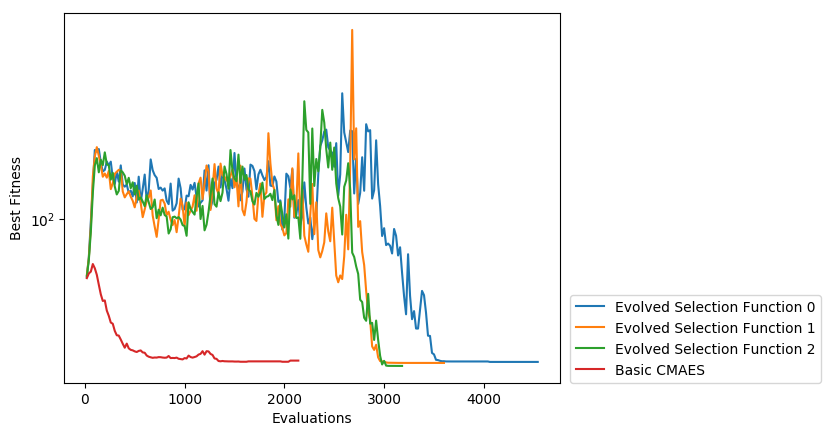 Best Fitness
10²
0
1000
2000
3000
4000
Evaluations
Evolved Selection Function 0
Evolved Selection Function 1
Evolved Selection Function 2
Basic CMAES